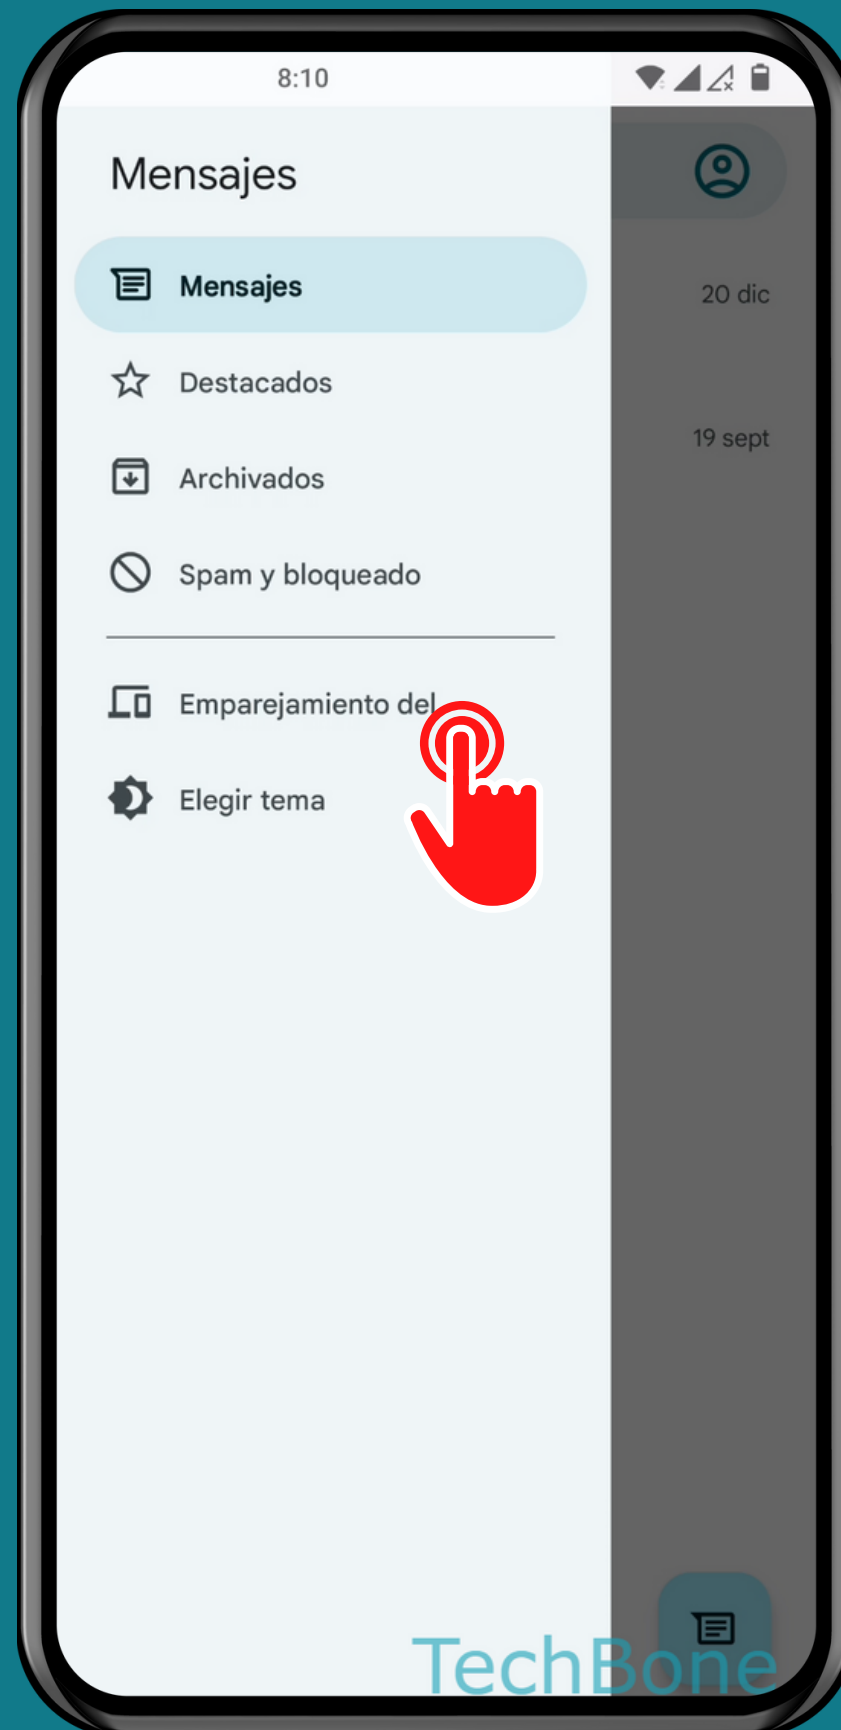 8:10
Mensajes
Mensajes
20 dic
Destacados
19 sept
Archivados
Spam y bloqueado
Emparejamiento del
Elegir tema
TechBone